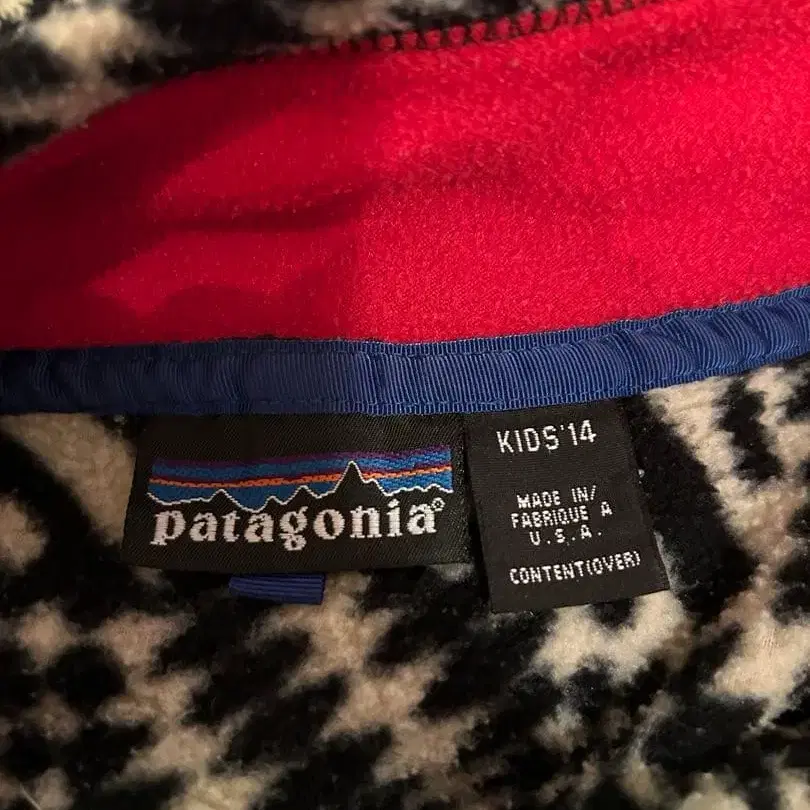 patagonia®
KIDS'14
MADE IN/
FABRIQUE A
U.S.A.
CONTENT(OVER)